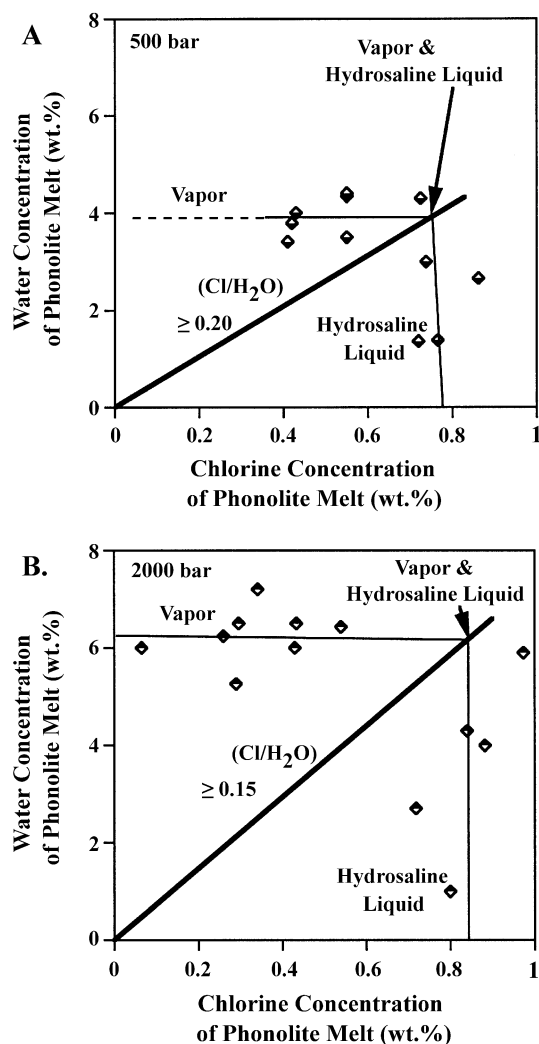 A
500 bar
8
6
4
2
0
Water Concentration
of Phonolite Melt (wt.%)
Vapor &
Hydrosaline Liquid
Vapor
(Cl/H2O)
≥ 0.20
Hydrosaline
Liquid
0 0.2 0.4 0.6 0.8 1
Chlorine Concentration
of Phonolite Melt (wt.%)
B.
2000 bar
8
6
4
2
0
Water Concentration
of Phonolite Melt (wt.%)
Vapor &
Hydrosaline Liquid
Vapor
(Cl/H2O)
≥ 0.15
Hydrosaline
Liquid
0 0.2 0.4 0.6 0.8 1
Chlorine Concentration
of Phonolite Melt (wt.%)